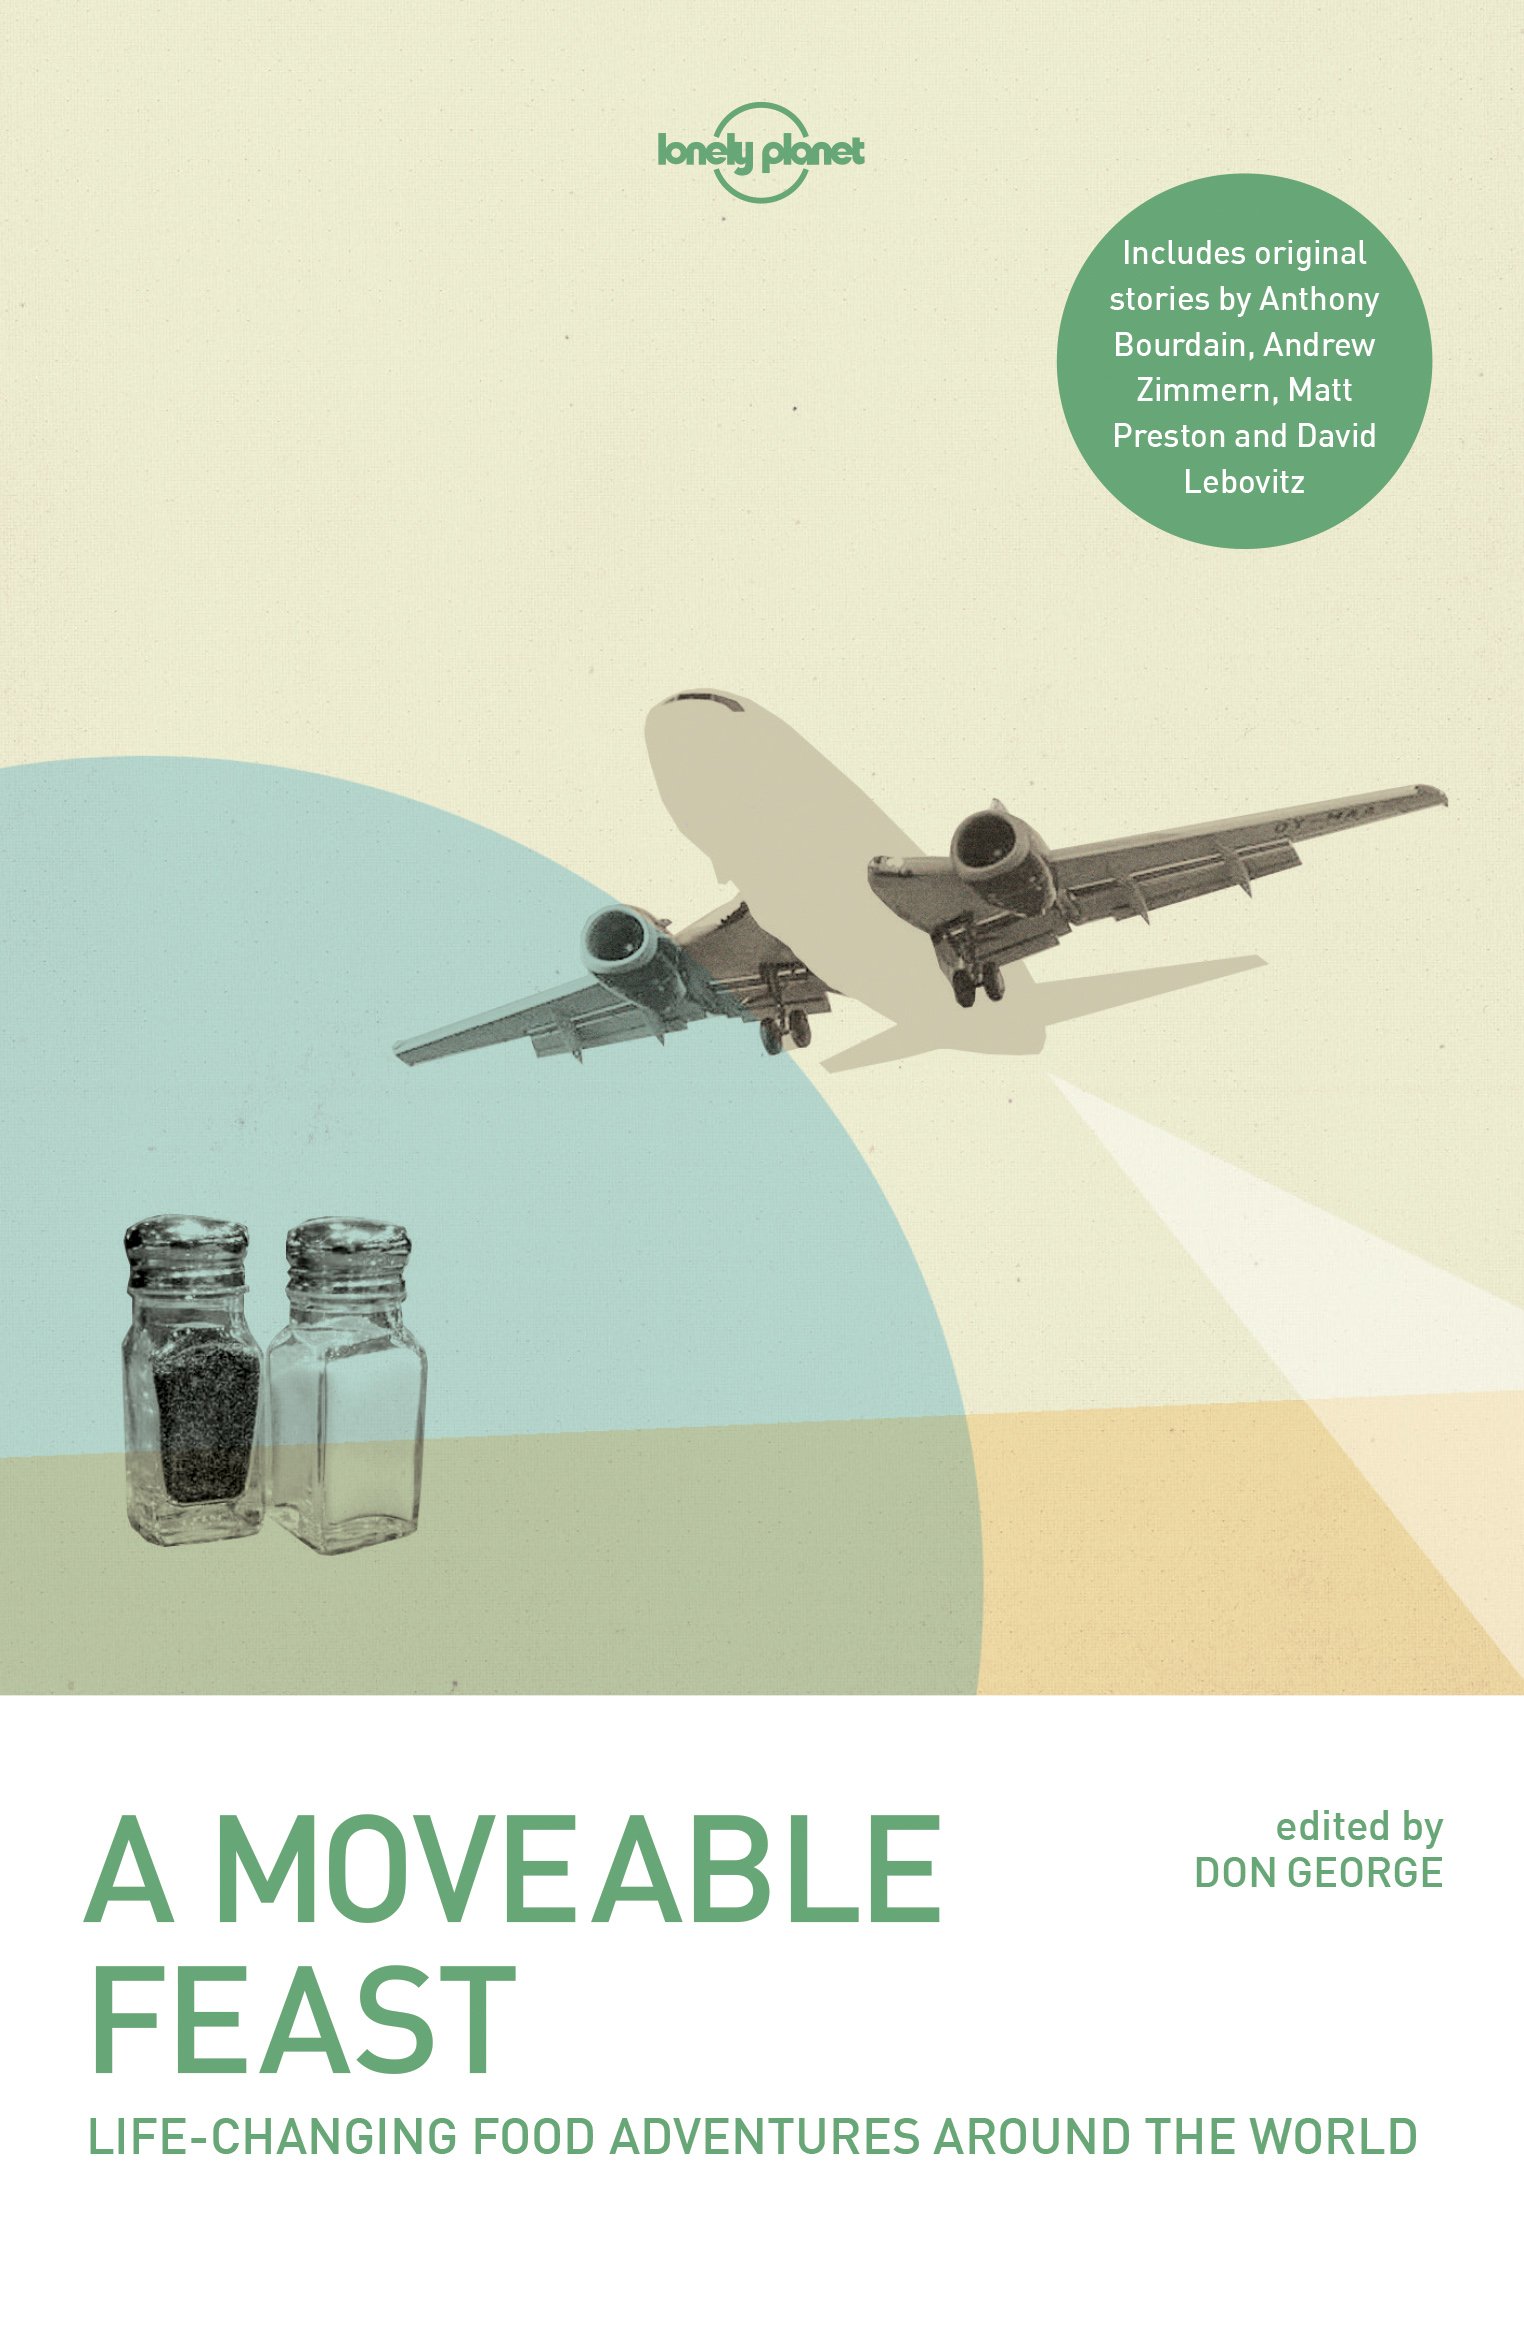 lonely planet
Includes original
stories by Anthony
Bourdain, Andrew
Zimmern, Matt
Preston and David
Lebovitz
A MOVEABLE
FEAST
edited by
DON GEORGE
LIFE-CHANGING FOOD ADVENTURES AROUND THE WORLD